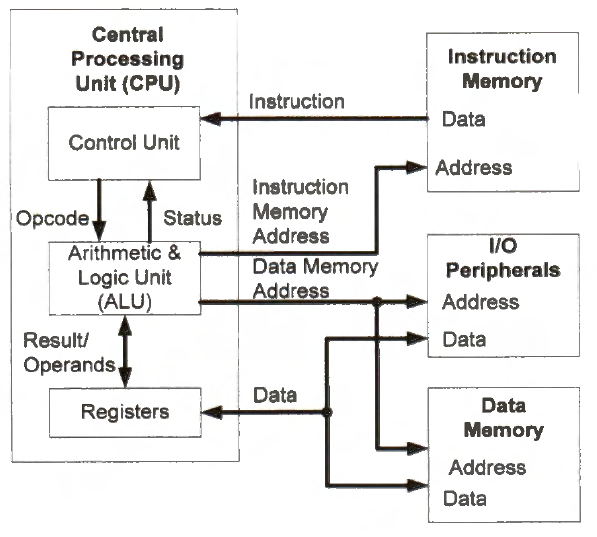 Central
Processing
Unit (CPU)
Control Unit
Opcode
Status
Arithmetic &
Logic Unit
(ALU)
Result/
Operands
Registers
Instruction
Instruction
Memory
Address
Data Memory
Address
Data
Instruction
Memory
Data
Address
I/O
Peripherals
Address
Data
Data
Memory
Address
Data